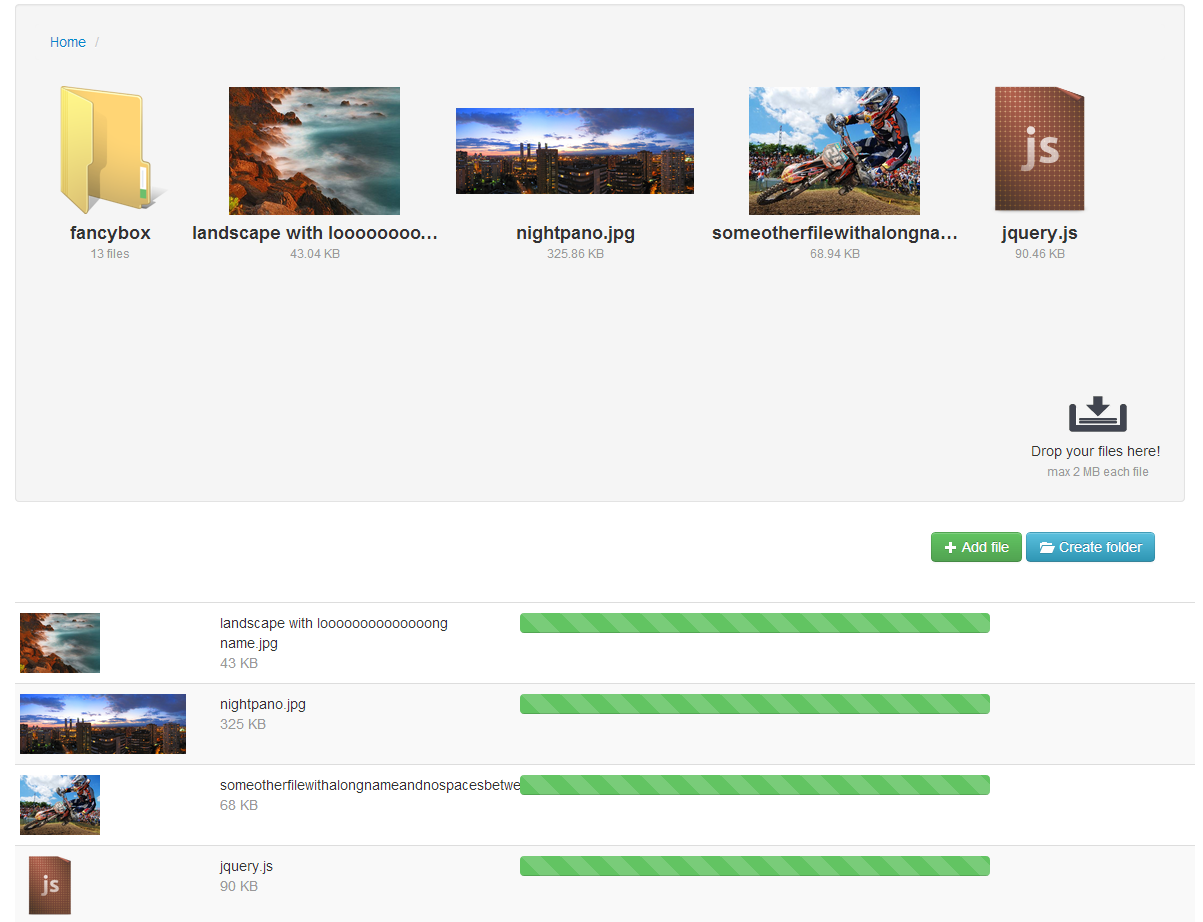 Home /
js
fancybox
landscape with loooooooo...
nightpano.jpg
someotherfilewithalongna...
jquery.js
13 files
43.04 KB
325.86 KB
68.94 KB
90.46 KB
Drop your files here!
max 2 MB each file
Add file
Create folder
landscape with loooooooooooooong
name.jpg
43 KB
nightpano.jpg
325 KB
someotherfilewithalongnameandnospacesbetwe
68 KB
js
jquery.js
90 KB